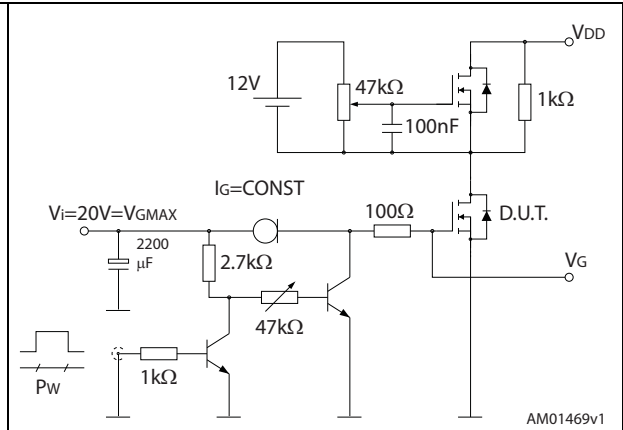 VDD
12V
47kΩ
1kΩ
100nF
IG=CONST
Vi=20V=VGMAX
100Ω
D.U.T.
2200
μF
2.7kΩ
VG
47kΩ
1kΩ
PW
AM01469v1